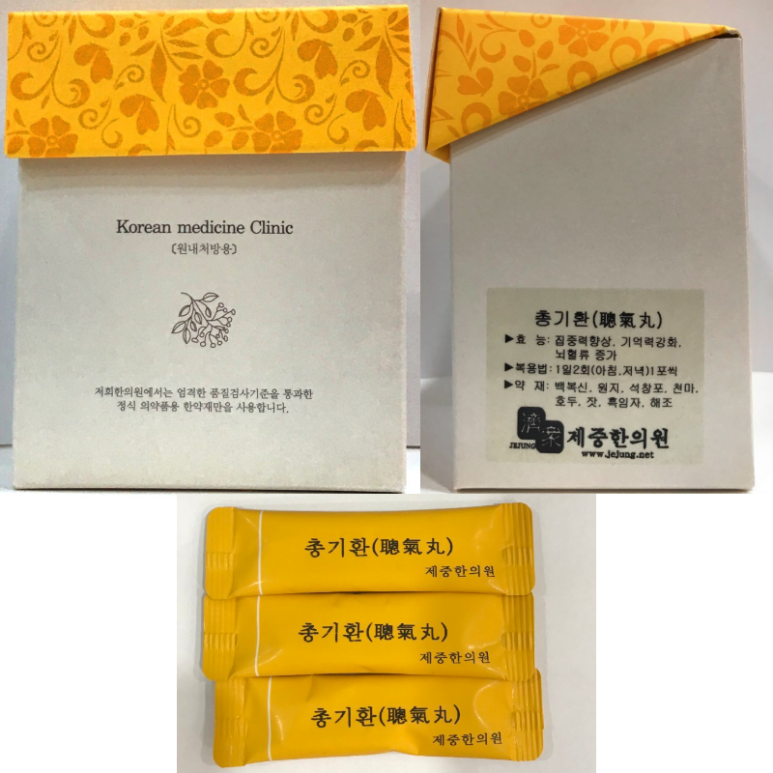 Korean medicine Clinic
(원내처방용)
저희한의원에서는 엄격한 품질검사기준을 통과한
정식 의약품용 한약재만을 사용합니다.
총기환(聰氣丸)
▶효 능: 집중력향상, 기억력강화,
뇌혈류 증가
▶복용법: 1일2회(아침,저녁)1포씩
▶약 재: 백복신, 원지, 석창포, 천마,
호두, 잣, 흑임자, 해조
濟衆
JEJUNG
제중한의원
www.jejung.net
총기환(聰氣丸)
제중한의원
총기환(聰氣丸)
제중한의원
총기환(聰氣丸)
제중한의원